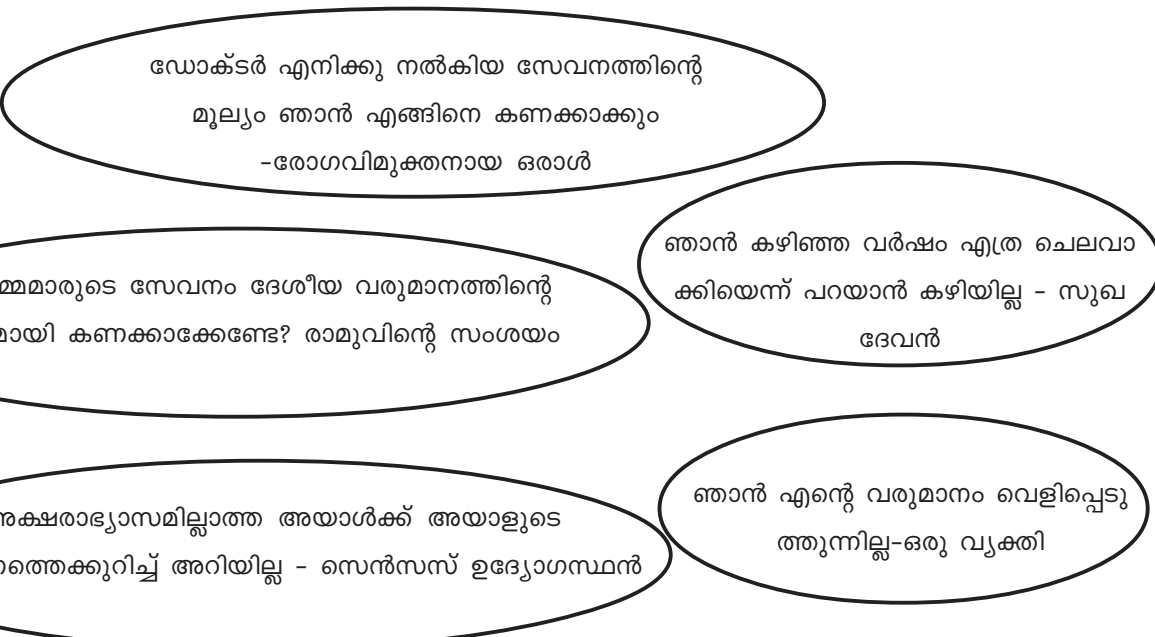 ഡോക്ടർ എനിക്കു നൽകിയ സേവനത്തിന്റെ
മൂല്യം ഞാൻ എങ്ങിനെ കണക്കാക്കും
-രോഗവിമുക്തനായ ഒരാൾ
ഞാൻ കഴിഞ്ഞ വർഷം എത്ര ചെലവാ
ക്കിയെന്ന് പറയാൻ കഴിയില്ല - സുഖ
ദേവൻ
സേവനം ദേശീയ വരുമാനത്തിന്റെ
കണക്കാക്കേണ്ടേ? രാമുവിന്റെ സംശയം
അക്ഷരാഭ്യാസമില്ലാത്ത അയാൾക്ക് അയാളുടെ
അറിയില്ല - സെൻസസ് ഉദ്യോഗസ്ഥൻ
ഞാൻ എന്റെ വരുമാനം വെളിപ്പെടു
ത്തുന്നില്ല-ഒരു വ്യക്തി